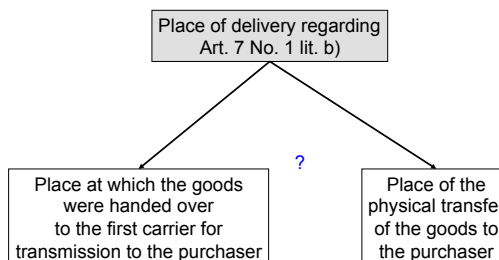 Place of delivery regarding
Art. 7 No. 1 lit. b)
?
Place at which the goods
were handed over
to the first carrier for
transmission to the purchaser
Place of the
physical transfe
of the goods to
the purchaser